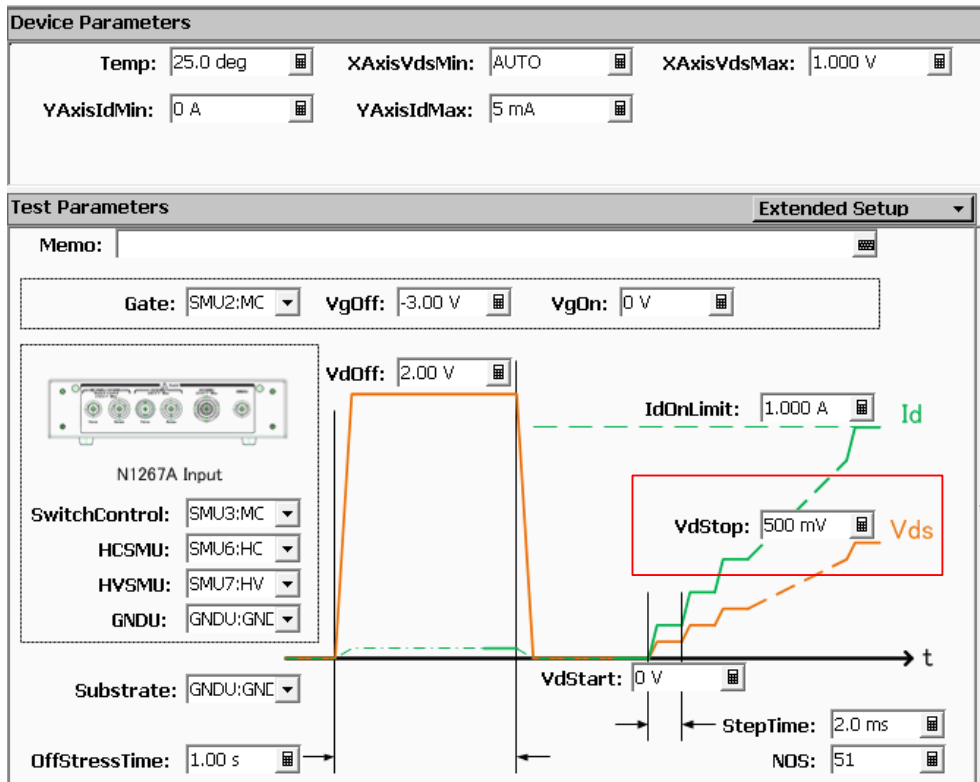 Device Parameters
Temp: 25.0 deg XAxisVdsMin: AUTO XAxisVdsMax: 1.000 V
YAxisIdMin: 0 A YAxisIdMax: 5 mA
Test Parameters Extended Setup
Memo:
Gate: SMU2:MC VgOff: -3.00 V VgOn: 0 V
VdOff: 2.00 V
IdOnLimit: 1.000 A Id
N1267A Input
SwitchControl: SMU3:MC
VdStop: 500 mV Vds
HCSMU: SMU6:HC
HVSMU: SMU7:HV
GNDU: GNDU:GND
t
VdStart: 0 V
Substrate: GNDU:GND
StepTime: 2.0 ms
OffStressTime: 1.00 s NOS: 51